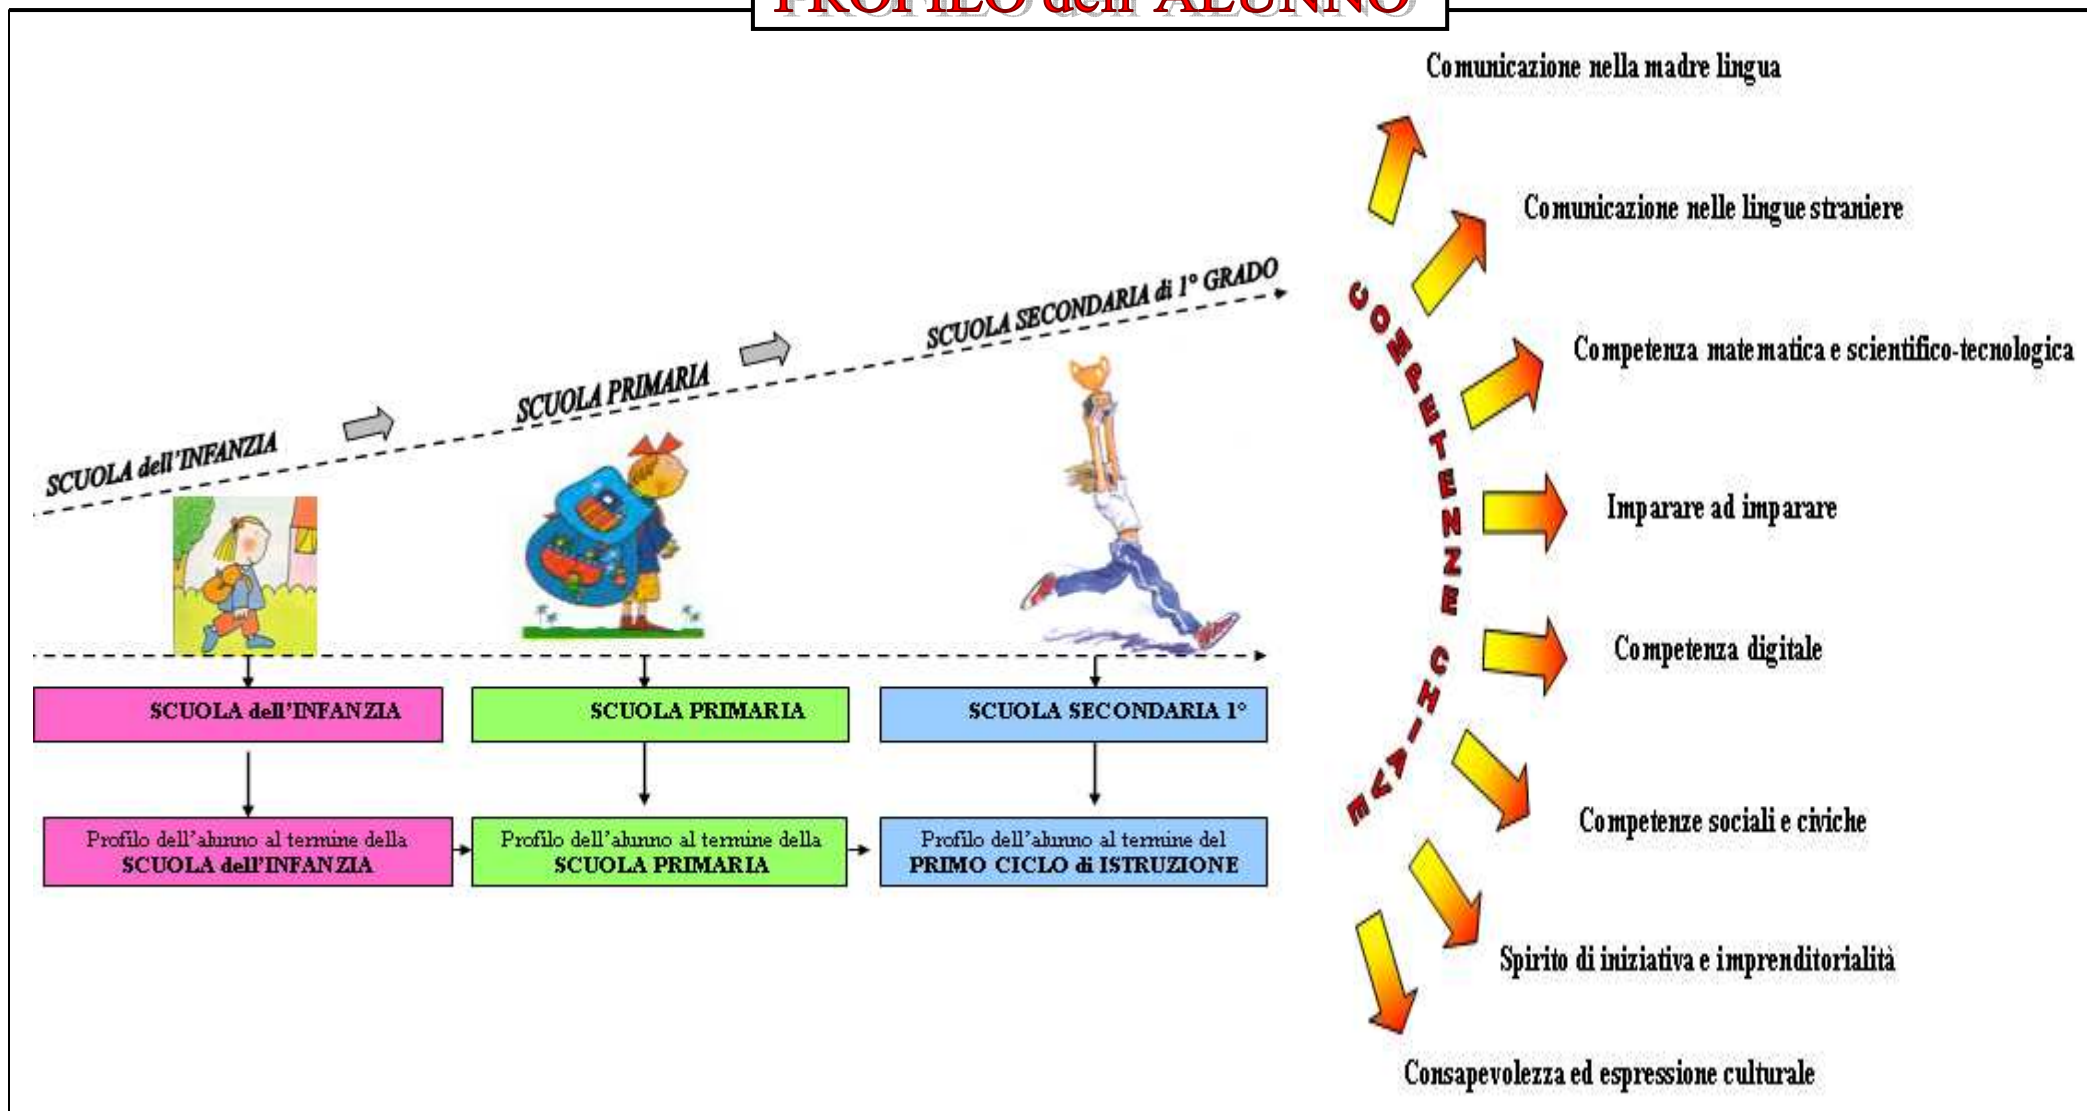 PROFILO dell'ALUNNO
Comunicazione nella madre lingua
Comunicazione nelle lingue straniere
Competenza matematica e scientifico-tecnologica
Imparare ad imparare
Competenza digitale
Competenze sociali e civiche
Spirito di iniziativa e imprenditorialità
Consapevolezza ed espressione culturale
COMPETENZE CHIAVE
SCUOLA dell'INFANZIA
SCUOLA PRIMARIA
SCUOLA SECONDARIA di 1° GRADO
SCUOLA dell'INFANZIA
SCUOLA PRIMARIA
SCUOLA SECONDARIA 1°
Profilo dell'alunno al termine della
SCUOLA dell'INFANZIA
Profilo dell'alunno al termine della
SCUOLA PRIMARIA
Profilo dell'alunno al termine del
PRIMO CICLO di ISTRUZIONE